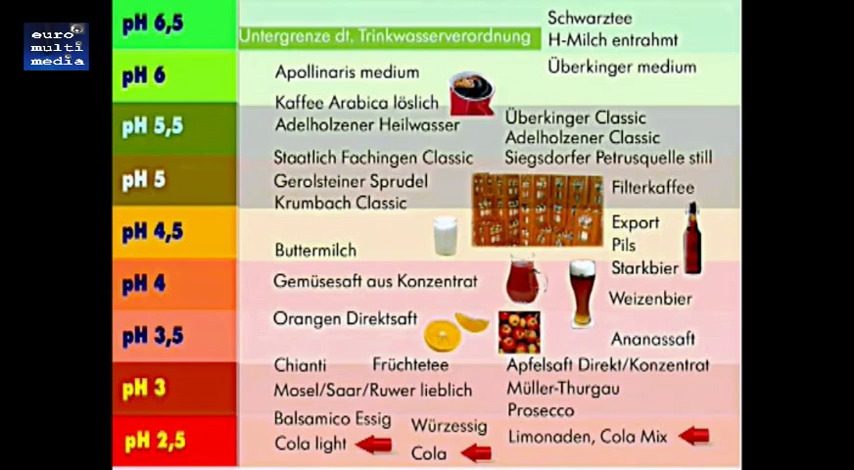 euro
multi
media
pH 6,5
Schwarztee
Untergrenze dt. Trinkwasserverordnung
H-Milch entrahmt
pH 6
Apollinaris medium
Überkinger medium
Kaffee Arabica löslich
pH 5,5
Adelholzener Heilwasser
Überkinger Classic
Adelholzener Classic
Staatlich Fachingen Classic
Siegsdorfer Petrusquelle still
pH 5
Gerolsteiner Sprudel
Filterkaffee
Krumbach Classic
pH 4,5
Export
Pils
Buttermilch
Starkbier
pH 4
Gemüsesaft aus Konzentrat
Weizenbier
pH 3,5
Orangen Direktsaft
Ananassaft
Chianti
Früchtetee
Apfelsaft Direkt/Konzentrat
pH 3
Mosel/Saar/Ruwer lieblich
Müller-Thurgau
Prosecco
pH 2,5
Balsamico Essig
Würzessig
Limonaden, Cola Mix
Cola light
Cola